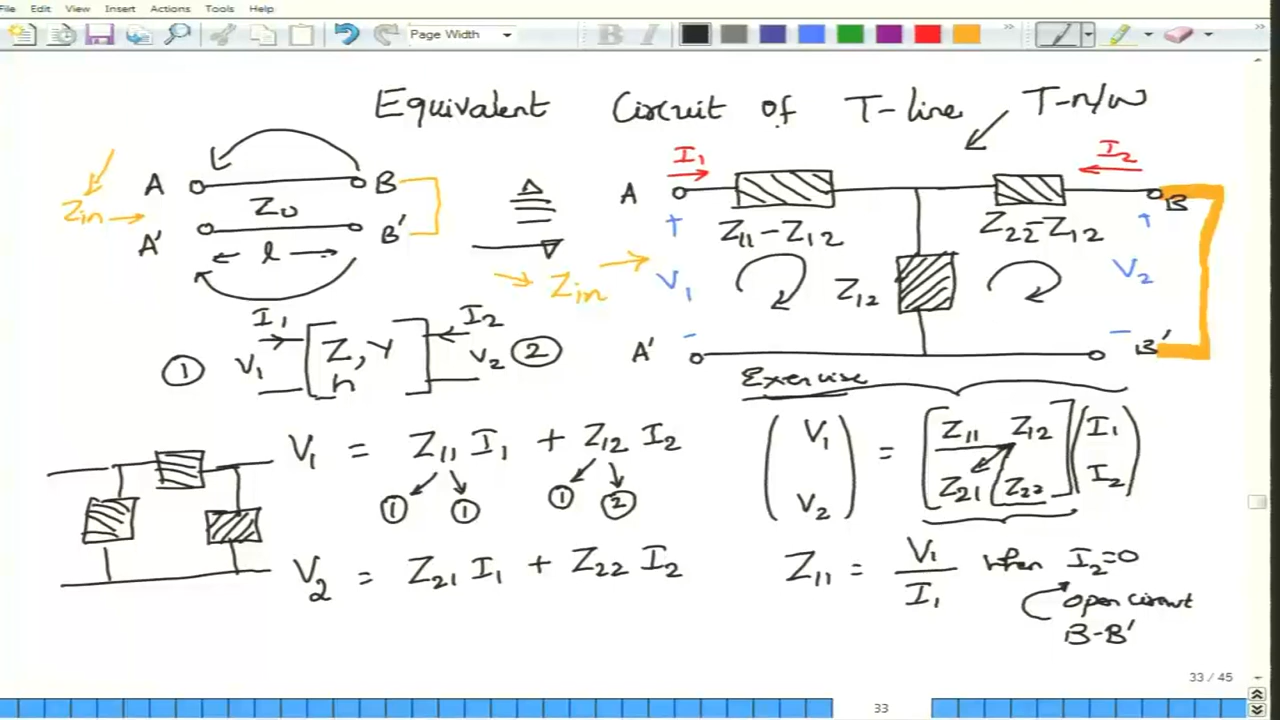 File Edit View Insert Actions Tools Help
Page Width
Equivalent Circuit of T-line
T-n/w
A B
Zin Z0
A' B'
l
Zin
I1 I2
A B
Z11-Z12 Z22-Z12
+ V1 - Z12 + V2 -
A' B'
I1 I2
① V1 Z, Y V2 ②
h
Exercise
V1 = Z11 I1 + Z12 I2
① ① ① ②
V2 = Z21 I1 + Z22 I2
V1 = Z11 Z12 I1
V2 Z21 Z22 I2
Z11 = V1 / I1 when I2=0
Open circuit
B-B'
33 / 45
33